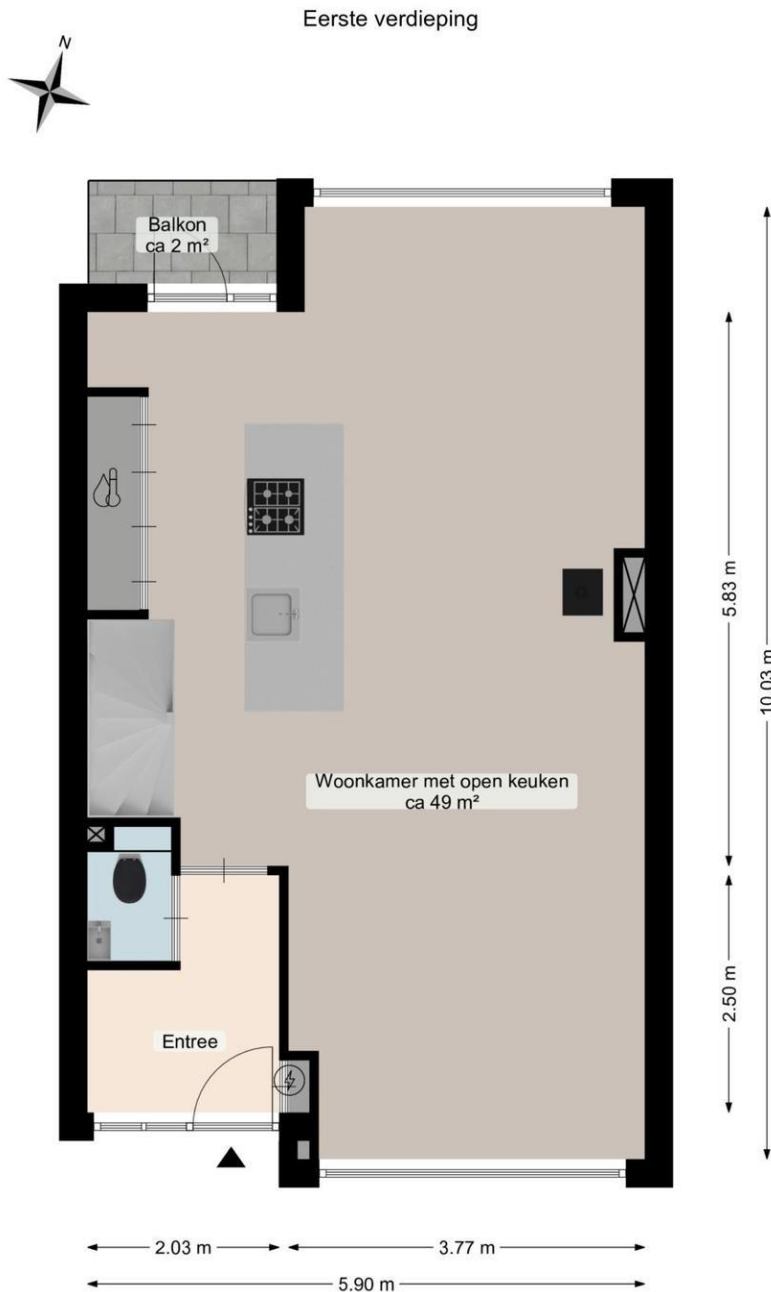 Eerste verdieping
N
Balkon
ca 2 m²
5.83 m
10.03 m
Woonkamer met open keuken
ca 49 m²
2.50 m
Entree
2.03 m
3.77 m
5.90 m